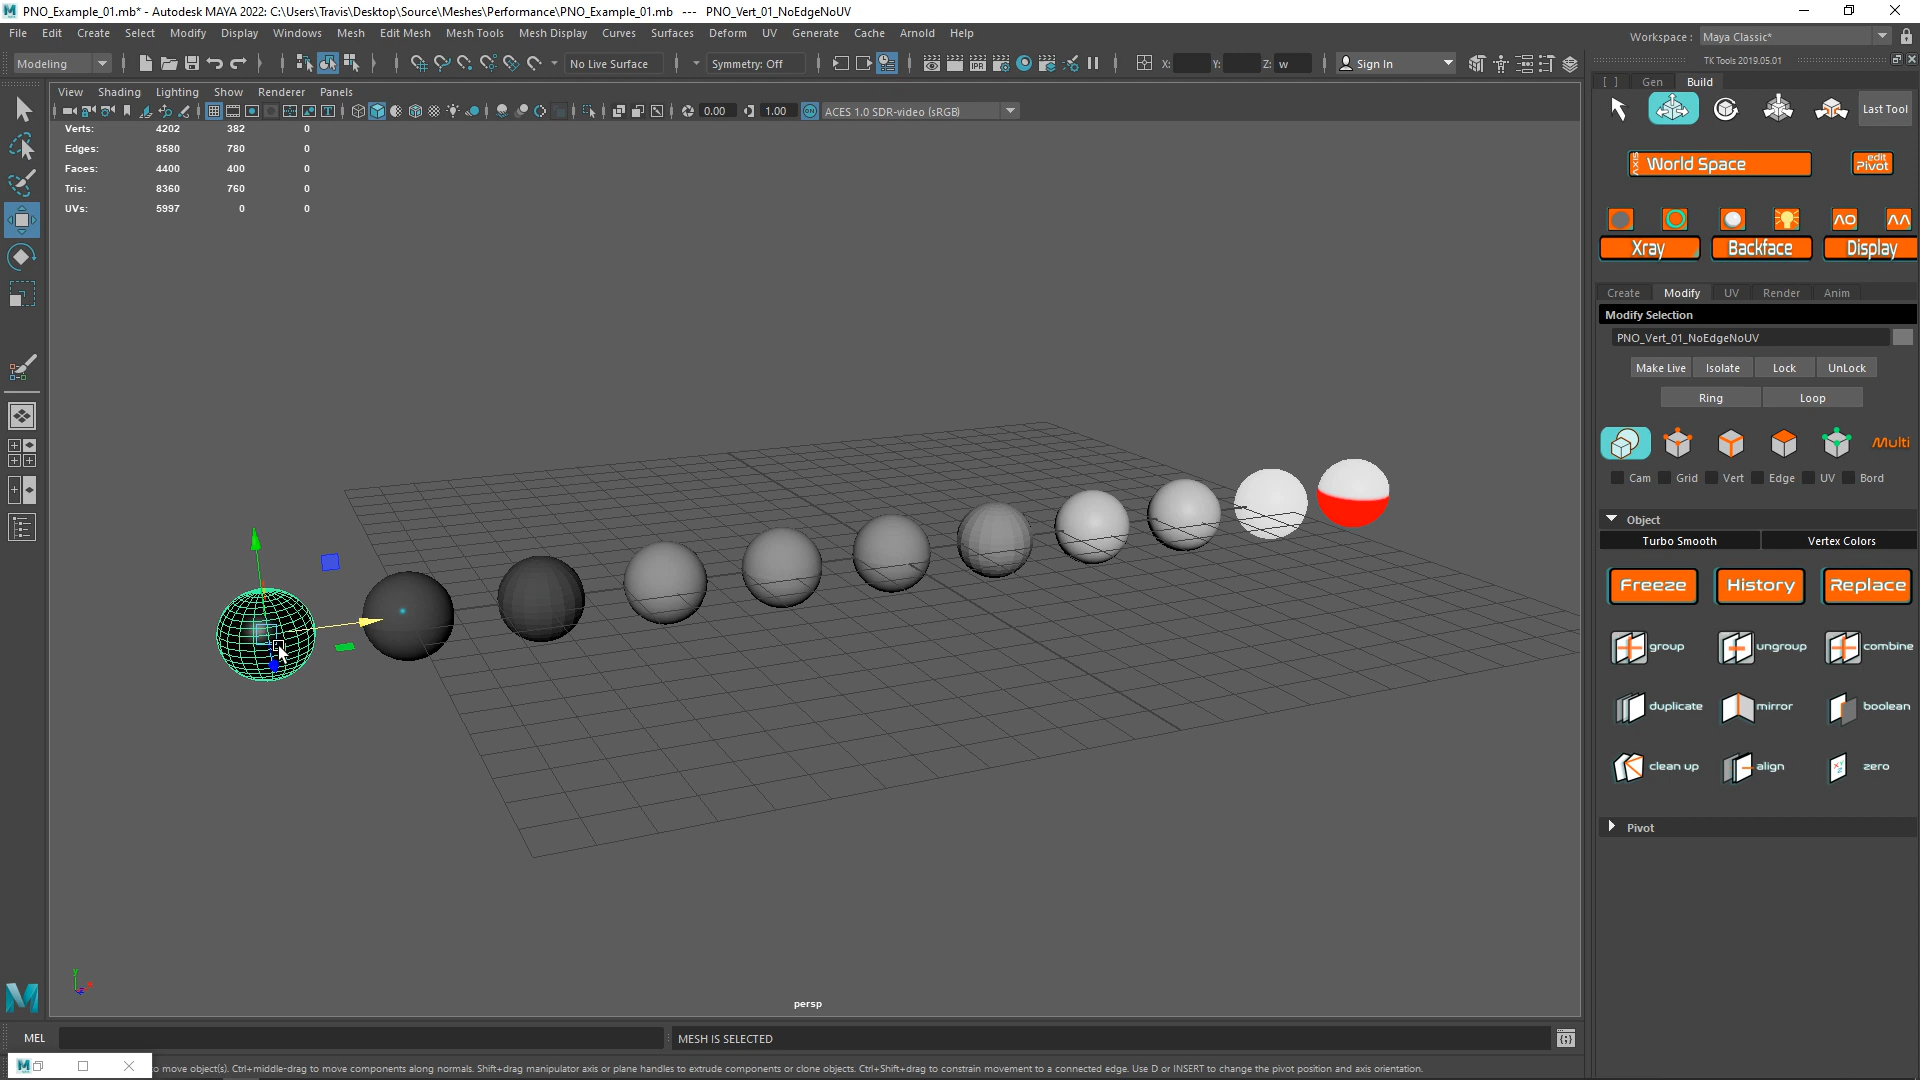 PNO_Example_01.mb* - Autodesk MAYA 2022: C:\Users\Travis\Desktop\Source\Meshes\Performance\PNO_Example_01.mb --- PNO_Vert_01_NoEdgeNoUV
File Edit Create Select Modify Display Windows Mesh Edit Mesh Mesh Tools Mesh Display Curves Surfaces Deform UV Generate Cache Arnold Help
Workspace : Maya Classic*
Modeling No Live Surface Symmetry: Off X: Y: Z: w Sign In
TK Tools 2019.05.01
[ ] Gen Build
View Shading Lighting Show Renderer Panels
0.00 1.00 ACES 1.0 SDR-video (sRGB)
Last Tool
Verts: 4202 382 0
Edges: 8580 780 0
Faces: 4400 400 0
Tris: 8360 760 0
UVs: 5997 0 0
AXIS World Space edit Pivot
Xray Backface Display
Create Modify UV Render Anim
Modify Selection
PNO_Vert_01_NoEdgeNoUV
Make Live Isolate Lock UnLock
Ring Loop
Multi
Cam Grid Vert Edge UV Bord
Object
Turbo Smooth Vertex Colors
Freeze History Replace
group ungroup combine
duplicate mirror boolean
clean up align zero
Pivot
persp
MEL MESH IS SELECTED
o move object(s). Ctrl+middle-drag to move components along normals. Shift+drag manipulator axis or plane handles to extrude components or clone objects. Ctrl+Shift+drag to constrain movement to a connected edge. Use D or INSERT to change the pivot position and axis orientation.